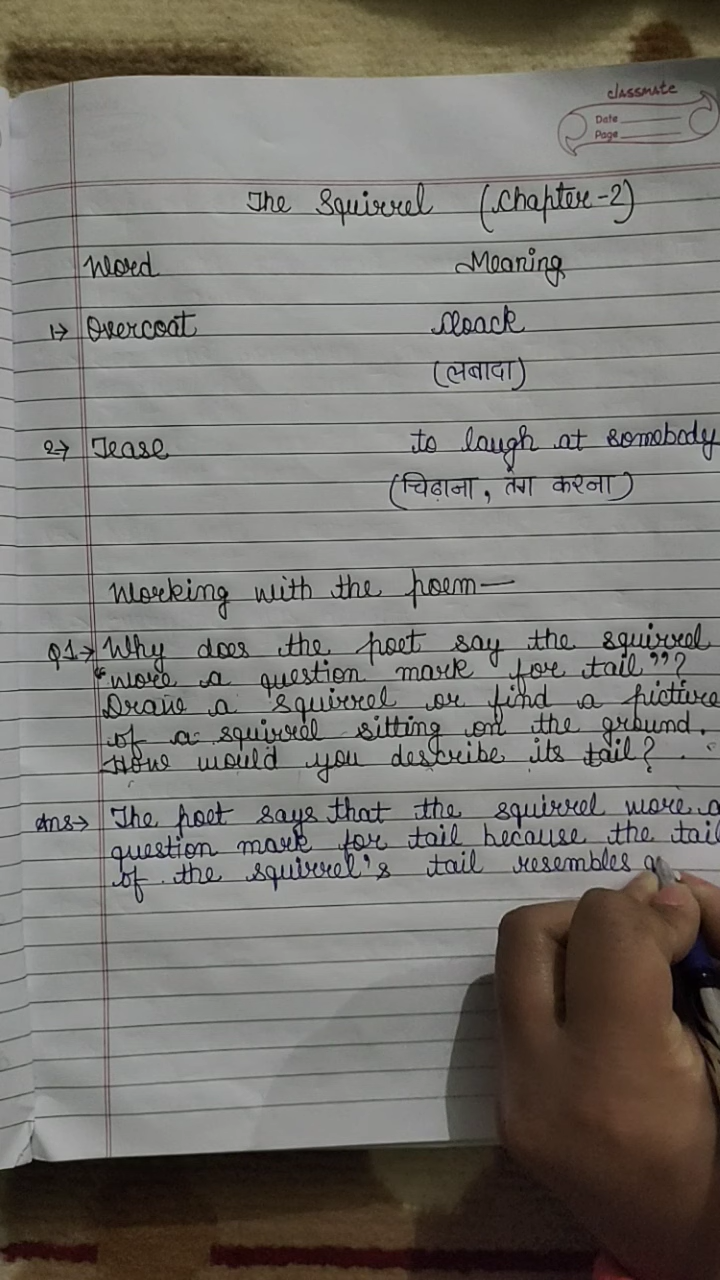 classmate
Date
Page
The Squirrel (Chapter-2)
Word Meaning
1→ Overcoat Cloack
(लबादा)
2→ Tease to laugh at somebody
(चिढ़ाना, तंग करना)
Working with the poem—
Q1→ Why does the poet say the squirrel
"wore a question mark for tail"?
Draw a squirrel or find a picture
of a squirrel sitting on the ground.
How would you describe its tail?
Ans→ The poet says that the squirrel wore a
question mark for tail because the tail
of the squirrel's tail resembles a